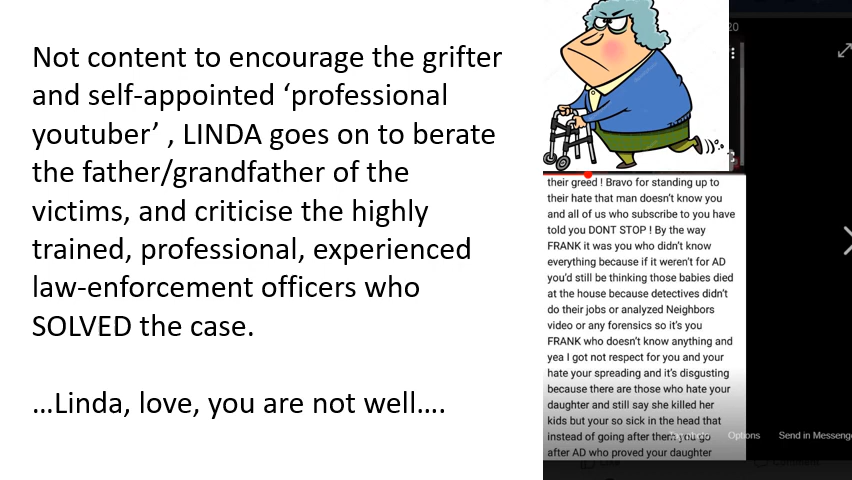 Not content to encourage the grifter
and self-appointed ‘professional
youtuber’ , LINDA goes on to berate
the father/grandfather of the
victims, and criticise the highly
trained, professional, experienced
law-enforcement officers who
SOLVED the case.
…Linda, love, you are not well….
20
their greed ! Bravo for standing up to
their hate that man doesn’t know you
and all of us who subscribe to you have
told you DONT STOP ! By the way
FRANK it was you who didn’t know
everything because if it weren’t for AD
you’d still be thinking those babies died
at the house because detectives didn’t
do their jobs or analyzed Neighbors
video or any forensics so it’s you
FRANK who doesn’t know anything and
yea I got not respect for you and your
hate your spreading and it’s disgusting
because there are those who hate your
daughter and still say she killed her
kids but your so sick in the head that
instead of going after them you go
after AD who proved your daughter
Options
Send in Messeng